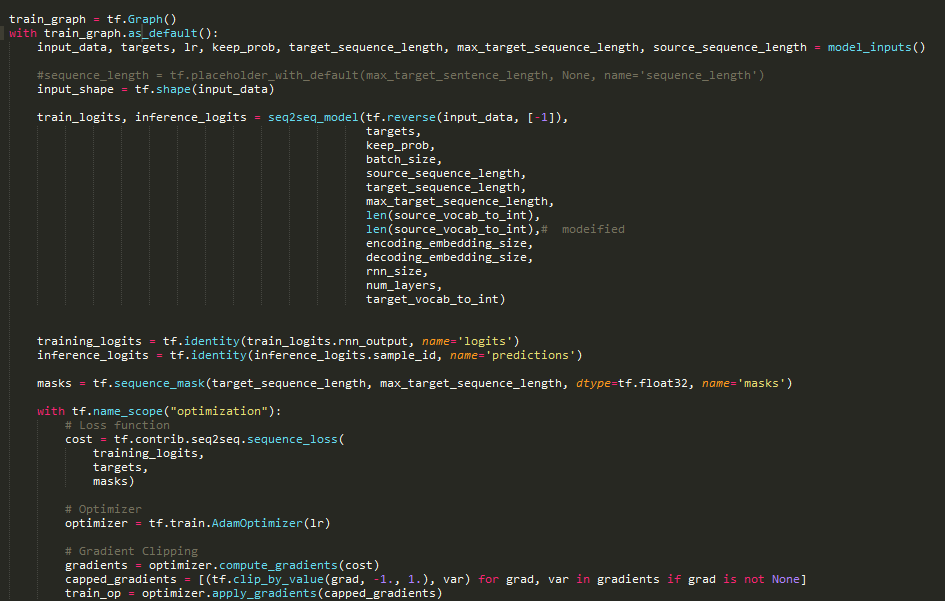 train_graph = tf.Graph()
with train_graph.as_default():
input_data, targets, lr, keep_prob, target_sequence_length, max_target_sequence_length, source_sequence_length = model_inputs()
#sequence_length = tf.placeholder_with_default(max_target_sentence_length, None, name='sequence_length')
input_shape = tf.shape(input_data)
train_logits, inference_logits = seq2seq_model(tf.reverse(input_data, [-1]),
targets,
keep_prob,
batch_size,
source_sequence_length,
target_sequence_length,
max_target_sequence_length,
len(source_vocab_to_int),
len(source_vocab_to_int),#  modeified
encoding_embedding_size,
decoding_embedding_size,
rnn_size,
num_layers,
target_vocab_to_int)
training_logits = tf.identity(train_logits.rnn_output, name='logits')
inference_logits = tf.identity(inference_logits.sample_id, name='predictions')
masks = tf.sequence_mask(target_sequence_length, max_target_sequence_length, dtype=tf.float32, name='masks')
with tf.name_scope("optimization"):
# Loss function
cost = tf.contrib.seq2seq.sequence_loss(
training_logits,
targets,
masks)
# Optimizer
optimizer = tf.train.AdamOptimizer(lr)
# Gradient Clipping
gradients = optimizer.compute_gradients(cost)
capped_gradients = [(tf.clip_by_value(grad, -1., 1.), var) for grad, var in gradients if grad is not None]
train_op = optimizer.apply_gradients(capped_gradients)